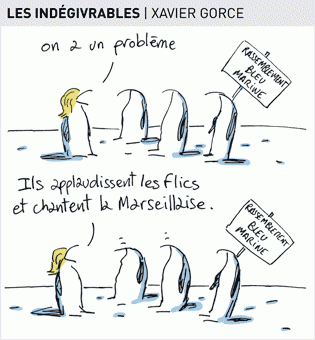 LES INDÉGIVRABLES | XAVIER GORCE
on a un problème
RASSEMBLEMENT
BLEU
MARINE
Ils applaudissent les flics
et chantent la Marseillaise.
RASSEMBLEMENT
BLEU
MARINE